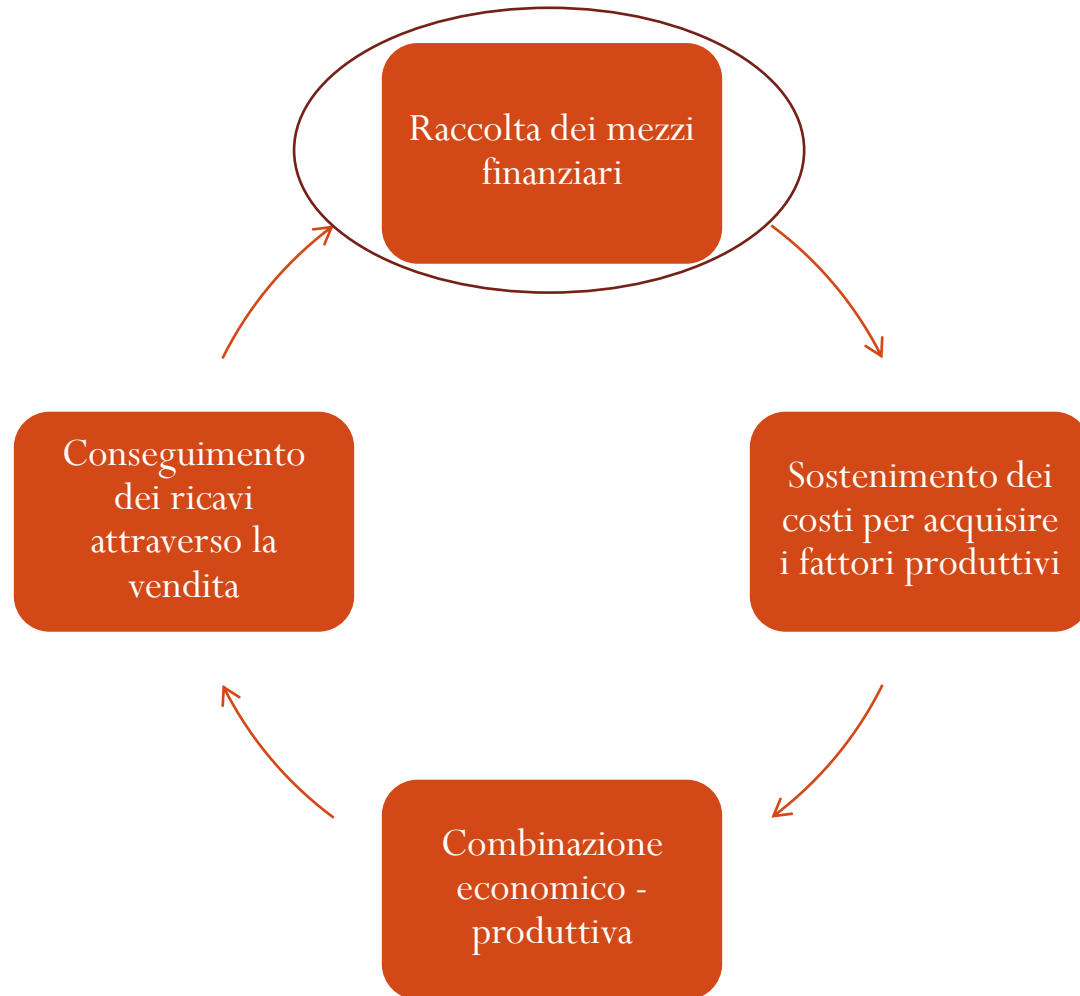 Raccolta dei mezzi
finanziari
Sostenimento dei
costi per acquisire
i fattori produttivi
Combinazione
economico -
produttiva
Conseguimento
dei ricavi
attraverso la
vendita